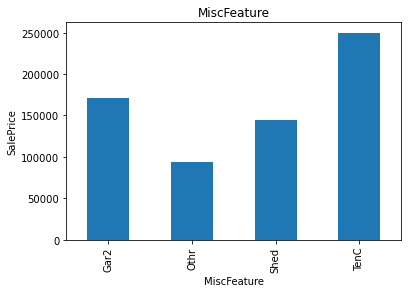 MiscFeature
250000
200000
150000
100000
50000
0
SalePrice
Gar2
Othr
Shed
TenC
MiscFeature